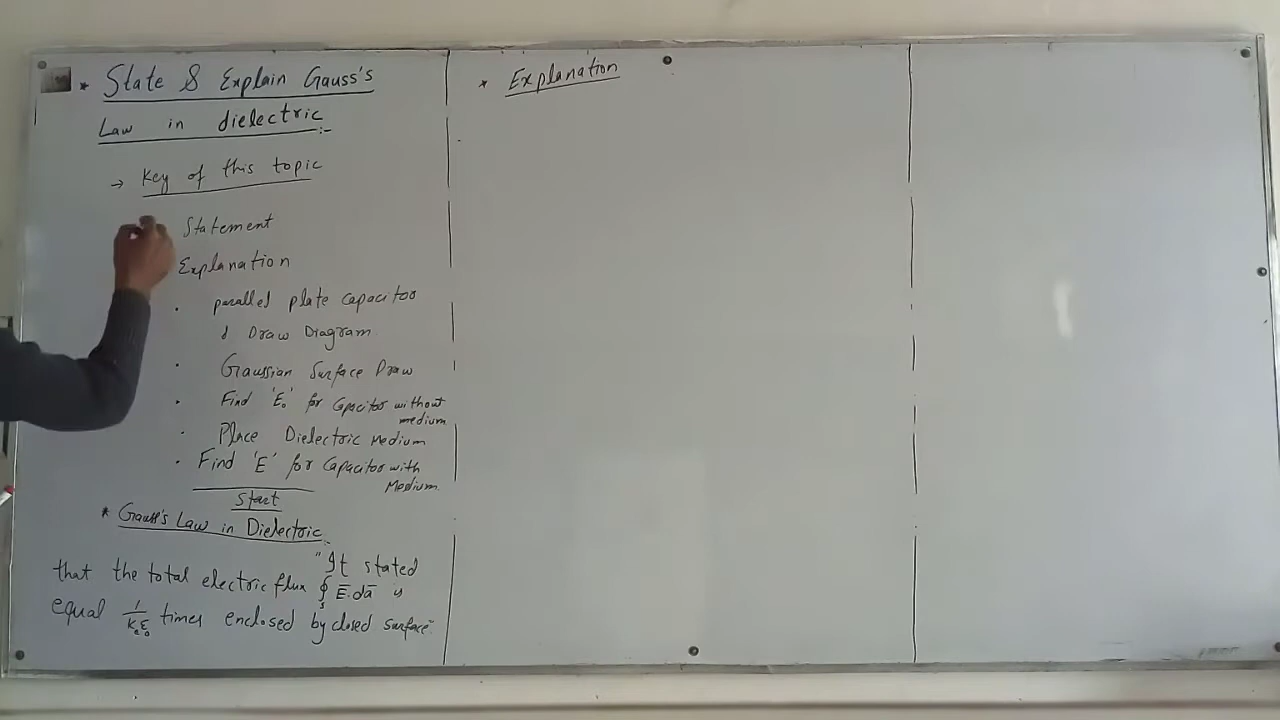 * State & Explain Gauss's
Law in dielectric :-
→ Key of this topic
Statement
Explanation
. parallel plate Capacitor
& Draw Diagram.
. Gaussian Surface Draw
. Find 'E₀' for Capacitor without
medium
. Place Dielectric Medium
. Find 'E' for Capacitor with
Medium.
Start
* Gauss's Law in Dielectric :-
"It stated
that the total electric flux ∮s E̅.da̅ is
equal 1/Kₑε₀ times enclosed by closed surface"
* Explanation